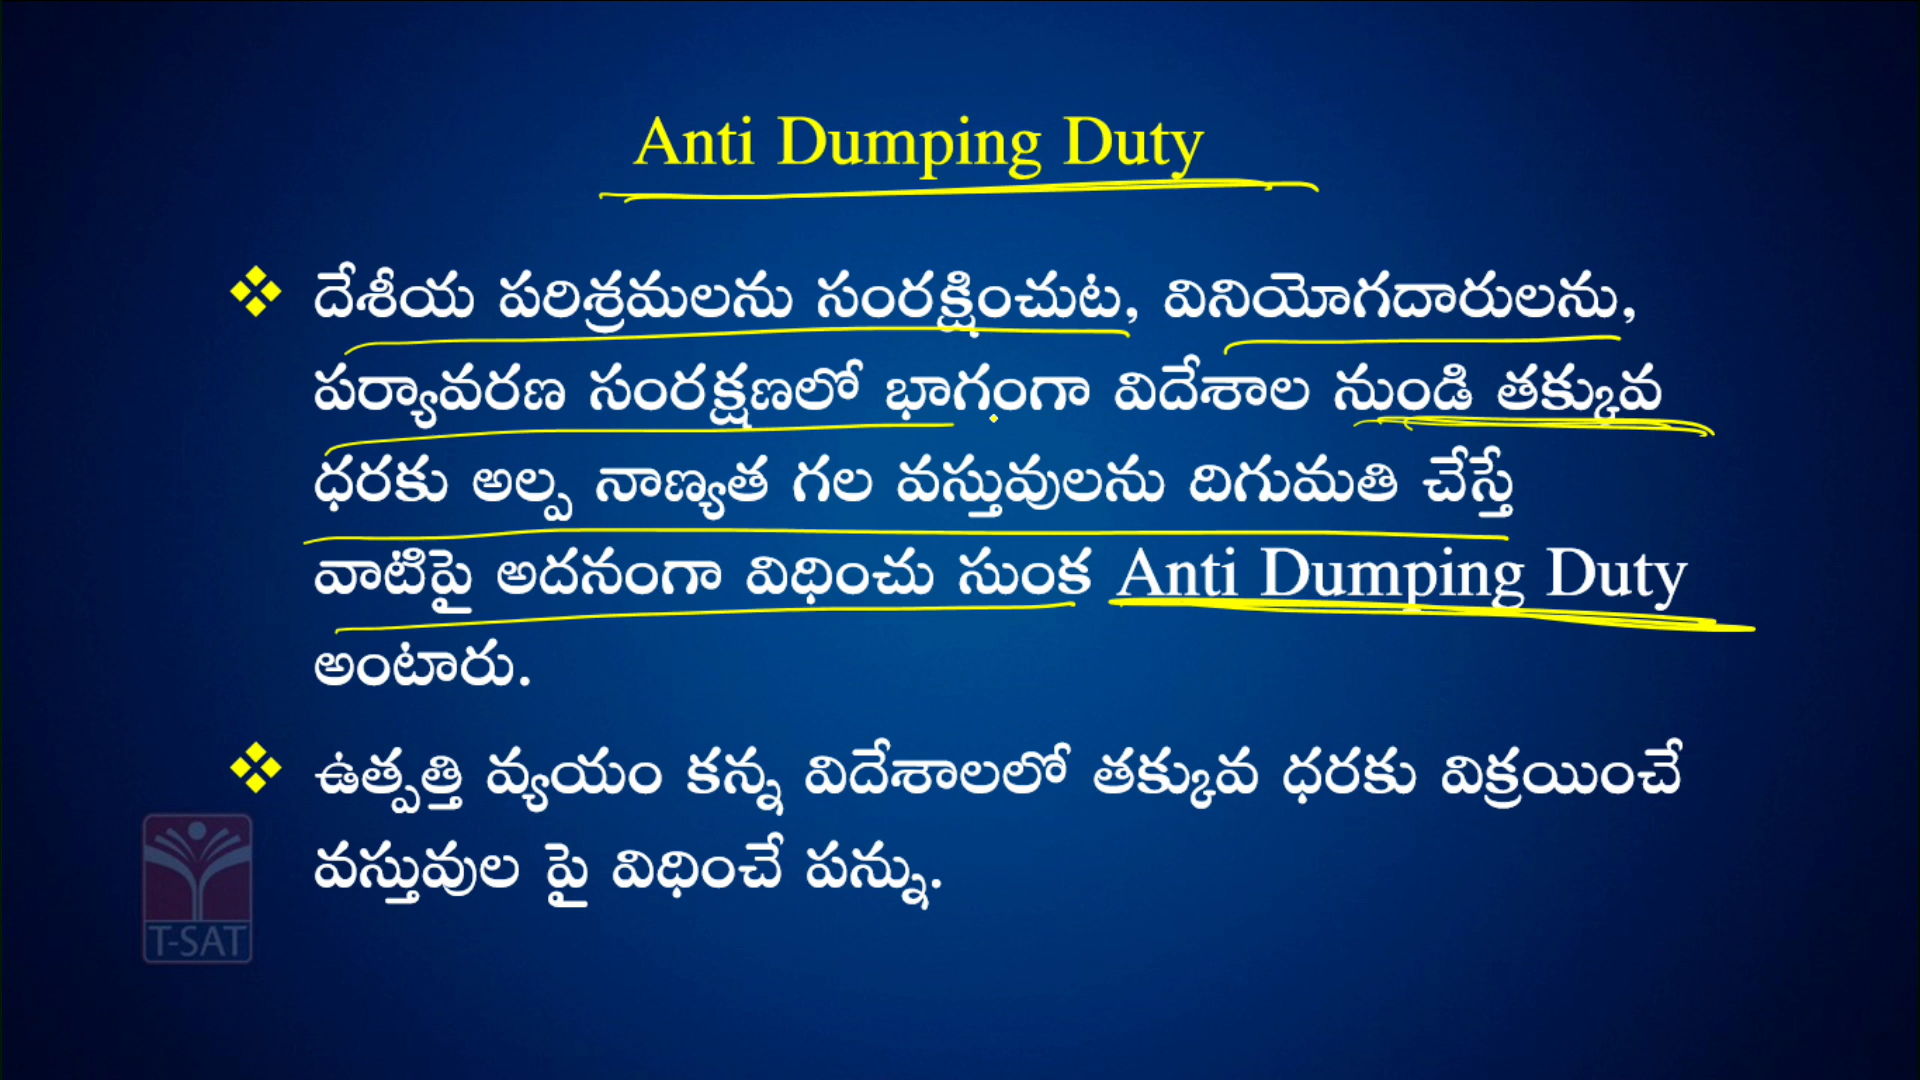 Anti Dumping Duty
దేశీయ పరిశ్రమలను సంరక్షించుట, వినియోగదారులను,
పర్యావరణ సంరక్షణలో భాగంగా విదేశాల నుండి తక్కువ
ధరకు అల్ప నాణ్యత గల వస్తువులను దిగుమతి చేస్తే
వాటిపై అదనంగా విధించు సుంక Anti Dumping Duty
అంటారు.
ఉత్పత్తి వ్యయం కన్న విదేశాలలో తక్కువ ధరకు విక్రయించే
వస్తువుల పై విధించే పన్ను.
T-SAT